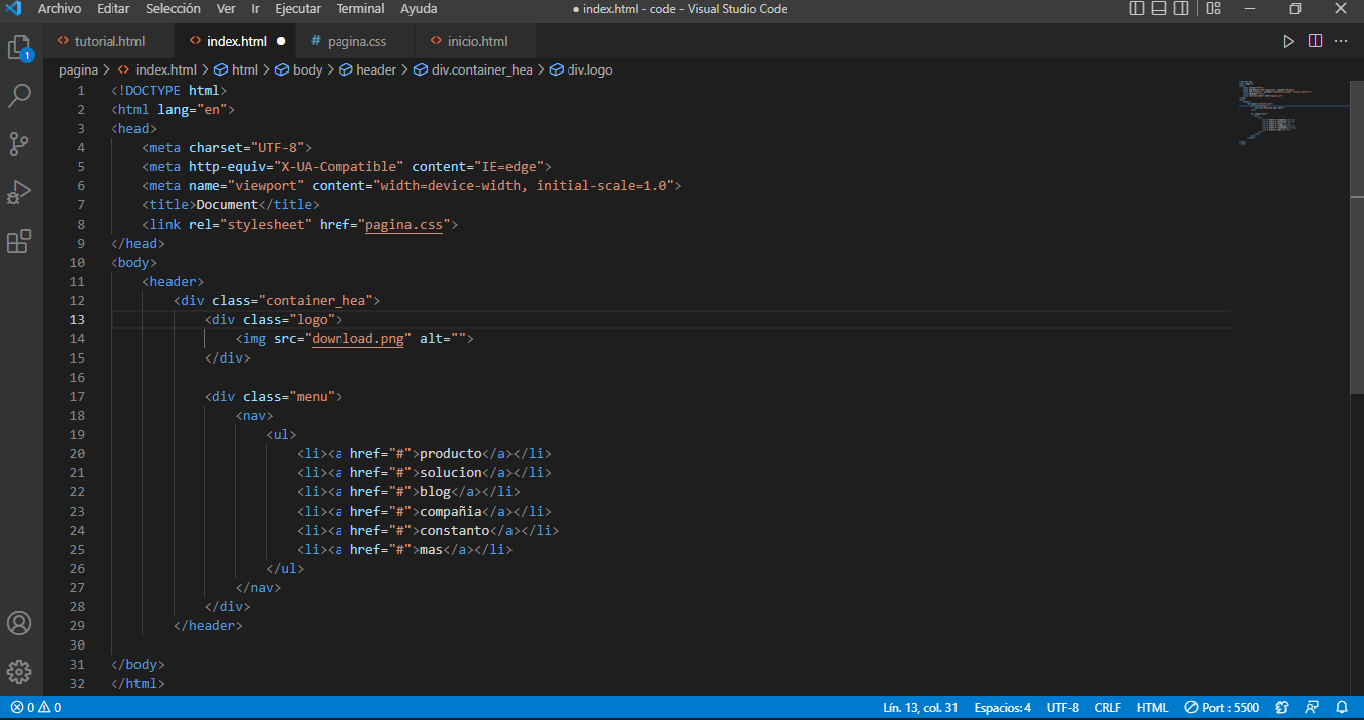 Archivo Editar Selección Ver Ir Ejecutar Terminal Ayuda ● index.html - code - Visual Studio Code
tutorial.html index.html ● # pagina.css inicio.html
1
pagina > index.html > html > body > header > div.container_hea > div.logo
1 <!DOCTYPE html>
2 <html lang="en">
3 <head>
4 <meta charset="UTF-8">
5 <meta http-equiv="X-UA-Compatible" content="IE=edge">
6 <meta name="viewport" content="width=device-width, initial-scale=1.0">
7 <title>Document</title>
8 <link rel="stylesheet" href="pagina.css">
9 </head>
10 <body>
11 <header>
12 <div class="container_hea">
13 <div class="logo">
14 <img src="download.png" alt="">
15 </div>
16
17 <div class="menu">
18 <nav>
19 <ul>
20 <li><a href="#">producto</a></li>
21 <li><a href="#">solucion</a></li>
22 <li><a href="#">blog</a></li>
23 <li><a href="#">compañia</a></li>
24 <li><a href="#">constanto</a></li>
25 <li><a href="#">mas</a></li>
26 </ul>
27 </nav>
28 </div>
29 </header>
30
31 </body>
32 </html>
0 0 Lín. 13, col. 31 Espacios: 4 UTF-8 CRLF HTML Port : 5500